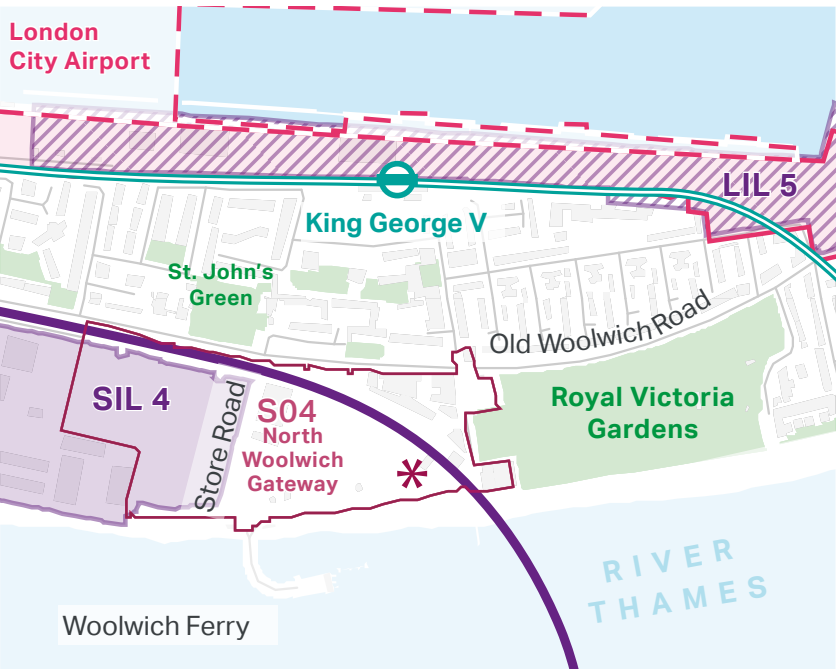 London
City Airport
LIL 5
King George V
St. John's
Green
Old Woolwich Road
SIL 4
Store Road
S04
North
Woolwich
Gateway
*
Royal Victoria
Gardens
RIVER
THAMES
Woolwich Ferry